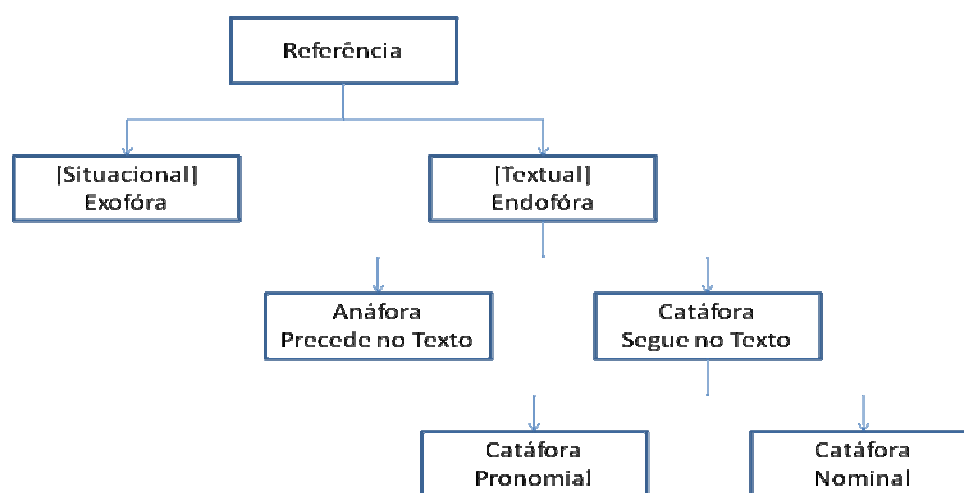 Referência
[Situacional]
Exofóra
[Textual]
Endofóra
Anáfora
Precede no Texto
Catáfora
Segue no Texto
Catáfora
Pronomial
Catáfora
Nominal